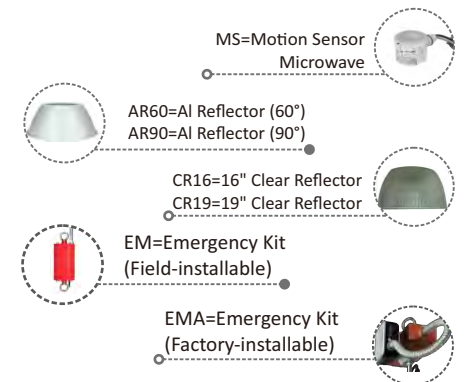 MS=Motion Sensor
Microwave
AR60=Al Reflector (60°)
AR90=Al Reflector (90°)
CR16=16" Clear Reflector
CR19=19" Clear Reflector
EM=Emergency Kit
(Field-installable)
EMA=Emergency Kit
(Factory-installable)